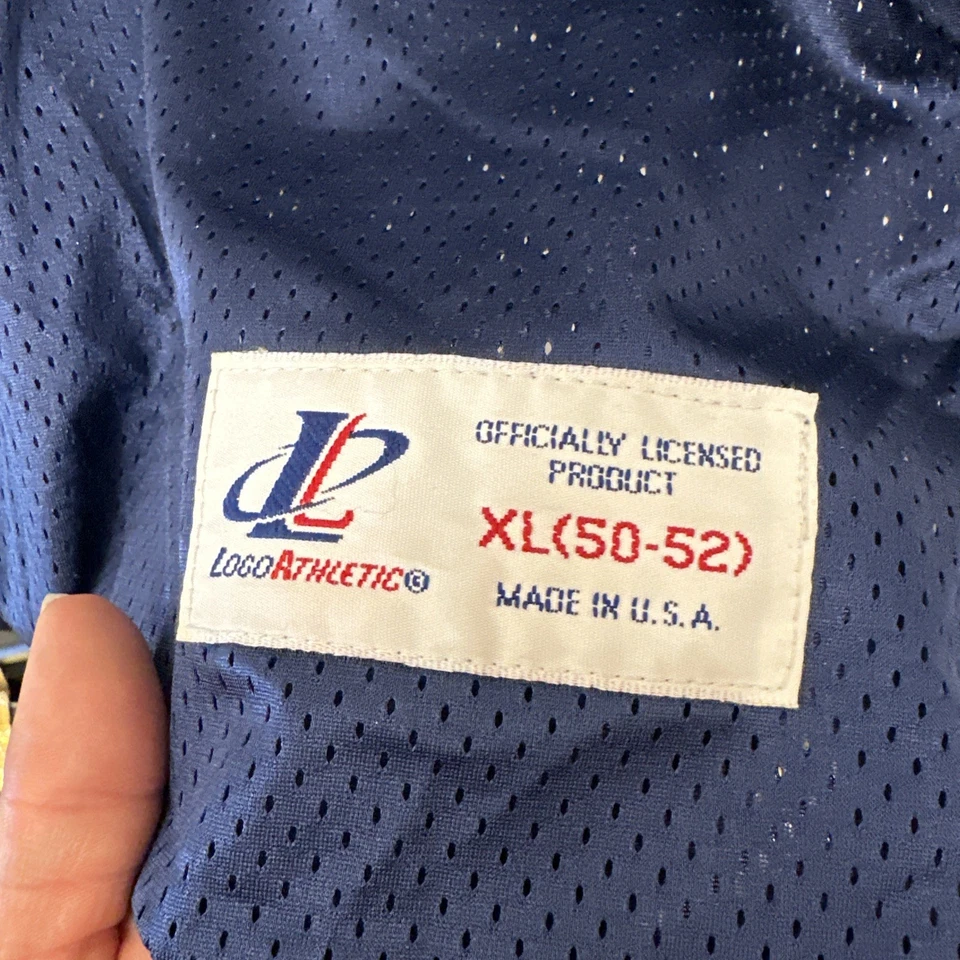 LOGOATHLETIC©
OFFICIALLY LICENSED
PRODUCT
XL(50-52)
MADE IN U.S.A.